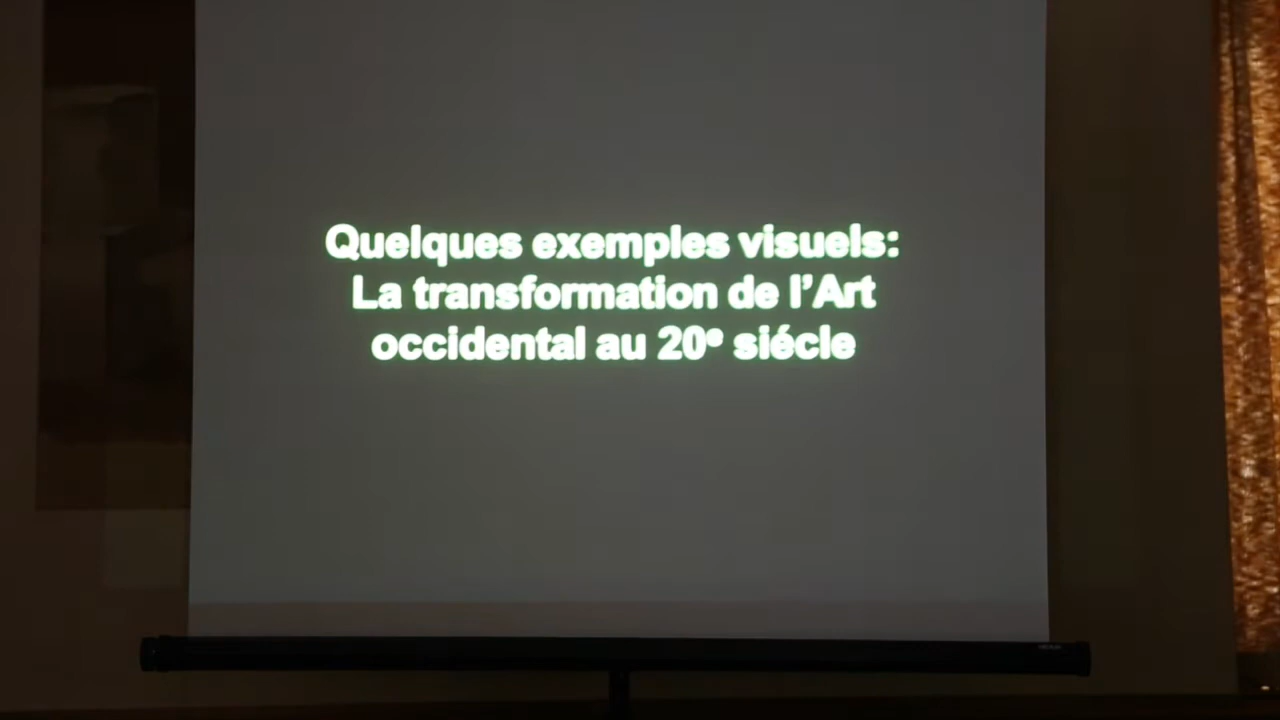 Quelques exemples visuels:
La transformation de l’Art
occidental au 20ᵉ siécle